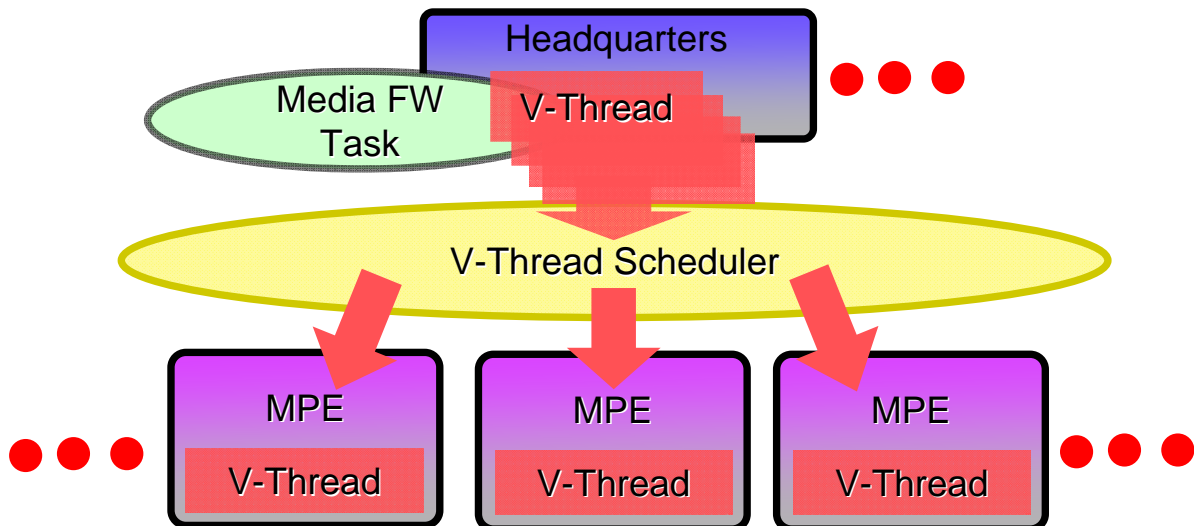 Headquarters
Media FW
Task
V-Thread
V-Thread Scheduler
MPE
MPE
MPE
V-Thread
V-Thread
V-Thread